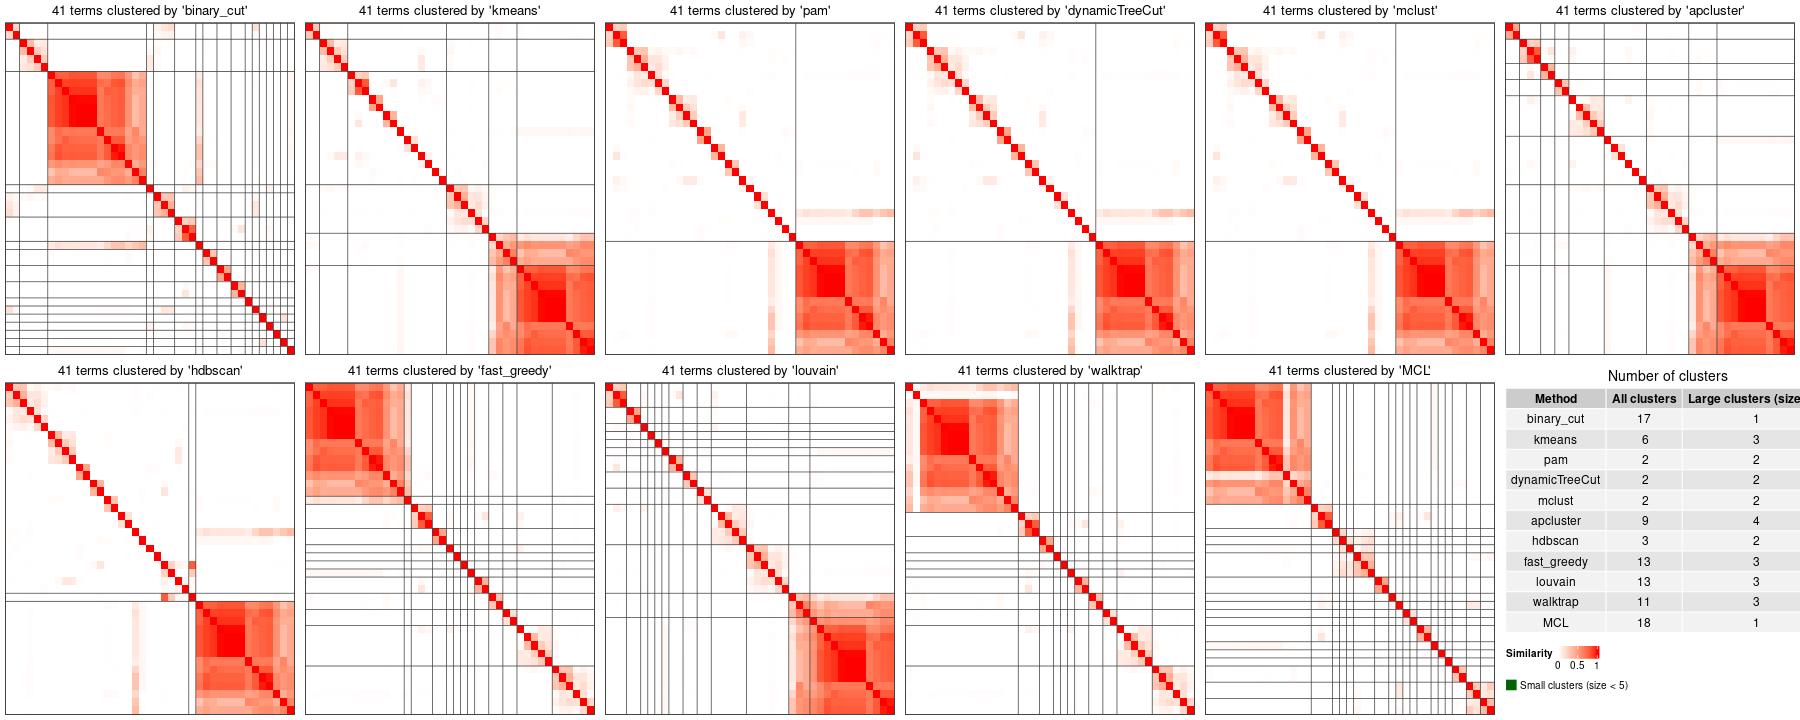 41 terms clustered by 'binary_cut'
41 terms clustered by 'kmeans'
41 terms clustered by 'pam'
41 terms clustered by 'dynamicTreeCut'
41 terms clustered by 'mclust'
41 terms clustered by 'apcluster'
41 terms clustered by 'hdbscan'
41 terms clustered by 'fast_greedy'
41 terms clustered by 'louvain'
41 terms clustered by 'walktrap'
41 terms clustered by 'MCL'
Number of clusters
Method All clusters Large clusters (size
binary_cut 17 1
kmeans 6 3
pam 2 2
dynamicTreeCut 2 2
mclust 2 2
apcluster 9 4
hdbscan 3 2
fast_greedy 13 3
louvain 13 3
walktrap 11 3
MCL 18 1
Similarity
0 0.5 1
Small clusters (size < 5)